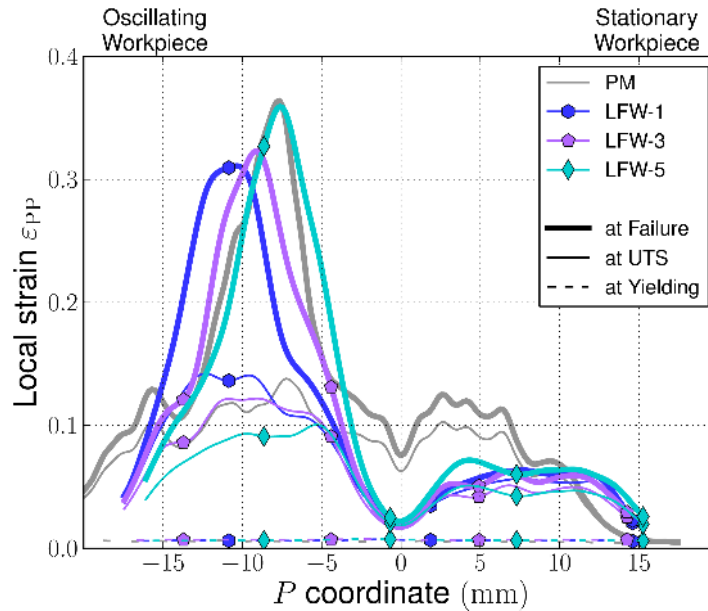 Oscillating
Workpiece
Stationary
Workpiece
0.4
0.3
0.2
0.1
0.0
Local strain εPP
−15
−10
−5
0
5
10
15
P coordinate (mm)
PM
LFW-1
LFW-3
LFW-5
at Failure
at UTS
at Yielding